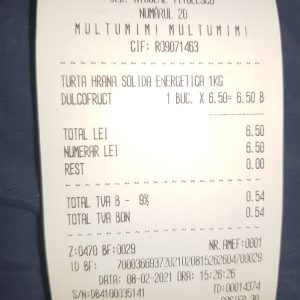 NUMĂRUL 20
MULTUMIM! MULTUMIM!
CIF: RO9071463
TURTA HRANA SOLIDA ENERGETICA 1KG
DULCOFRUCT 1 BUC. X 6.50= 6.50 B
TOTAL LEI 6.50
NUMERAR LEI 6.50
REST 0.00
TOTAL TVA B - 9% 0.54
TOTAL TVA BON 0.54
Z:0470 BF:0029 NR.AMEF:0001
ID BF: 70003669372021020815262604/00029
DATA: 08-02-2021 ORA: 15:26:26
S/N:DB4100035141 TD:00014374